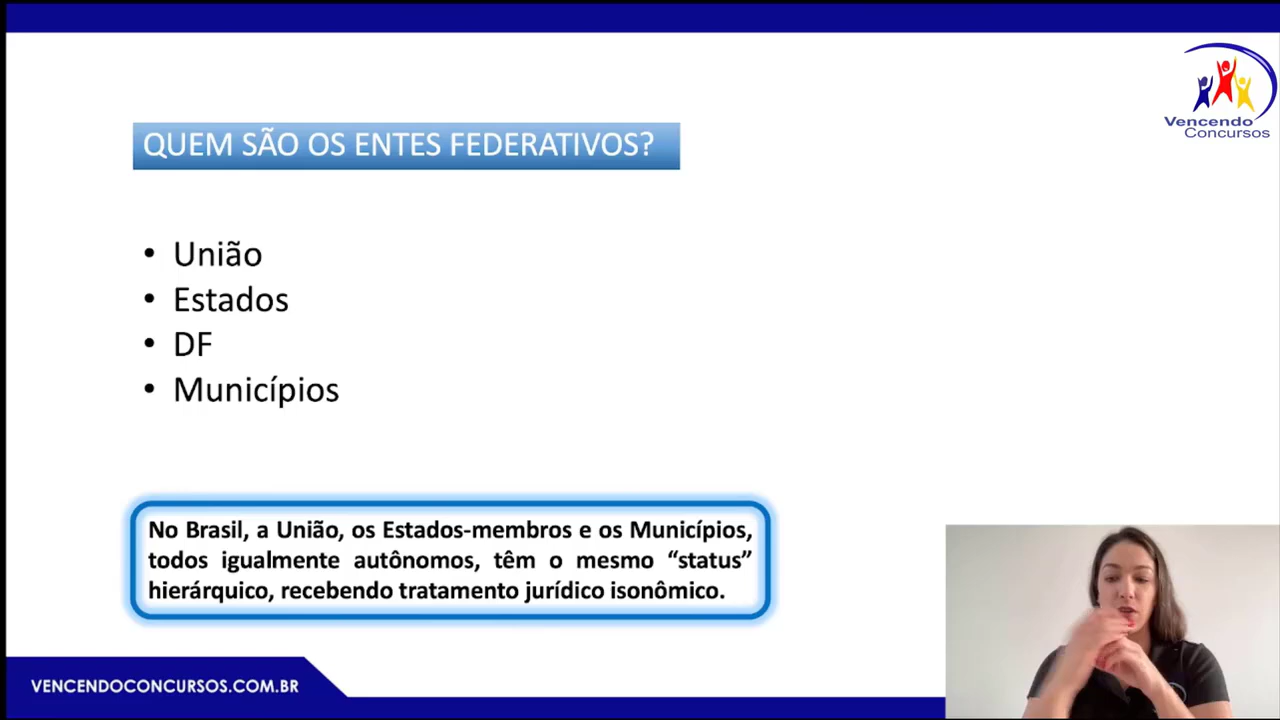 Vencendo
Concursos
QUEM SÃO OS ENTES FEDERATIVOS?
• União
• Estados
• DF
• Municípios
No Brasil, a União, os Estados-membros e os Municípios,
todos igualmente autônomos, têm o mesmo “status”
hierárquico, recebendo tratamento jurídico isonômico.
VENCENDOCONCURSOS.COM.BR